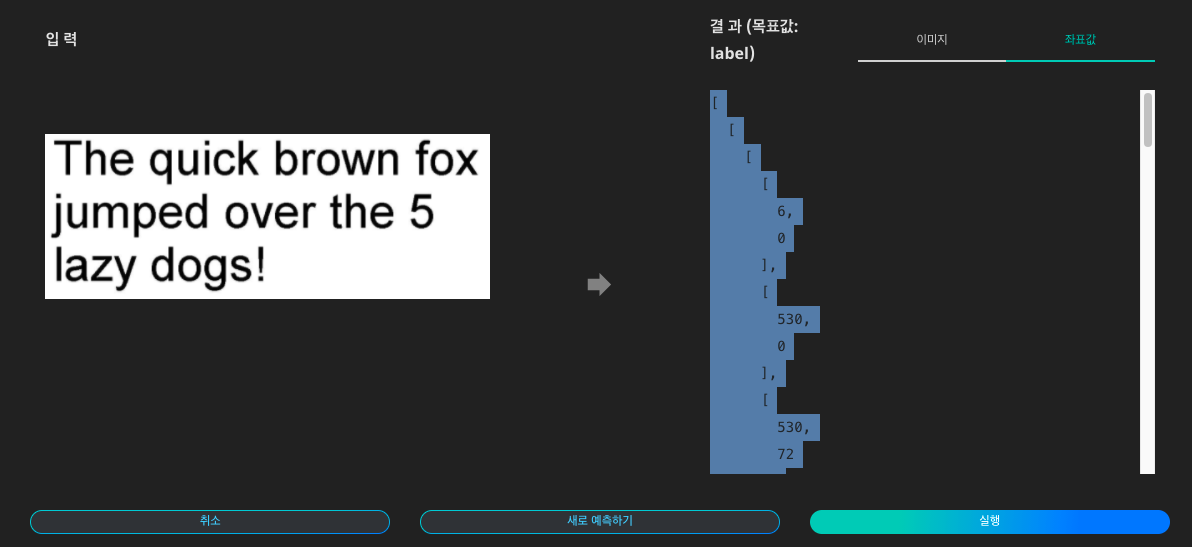 입 력
결 과 (목표값:
label)
이미지
좌표값
The quick brown fox
jumped over the 5
lazy dogs!
[
[
[
[
6,
0
],
[
530,
0
],
[
530,
72
취소
새로 예측하기
실행